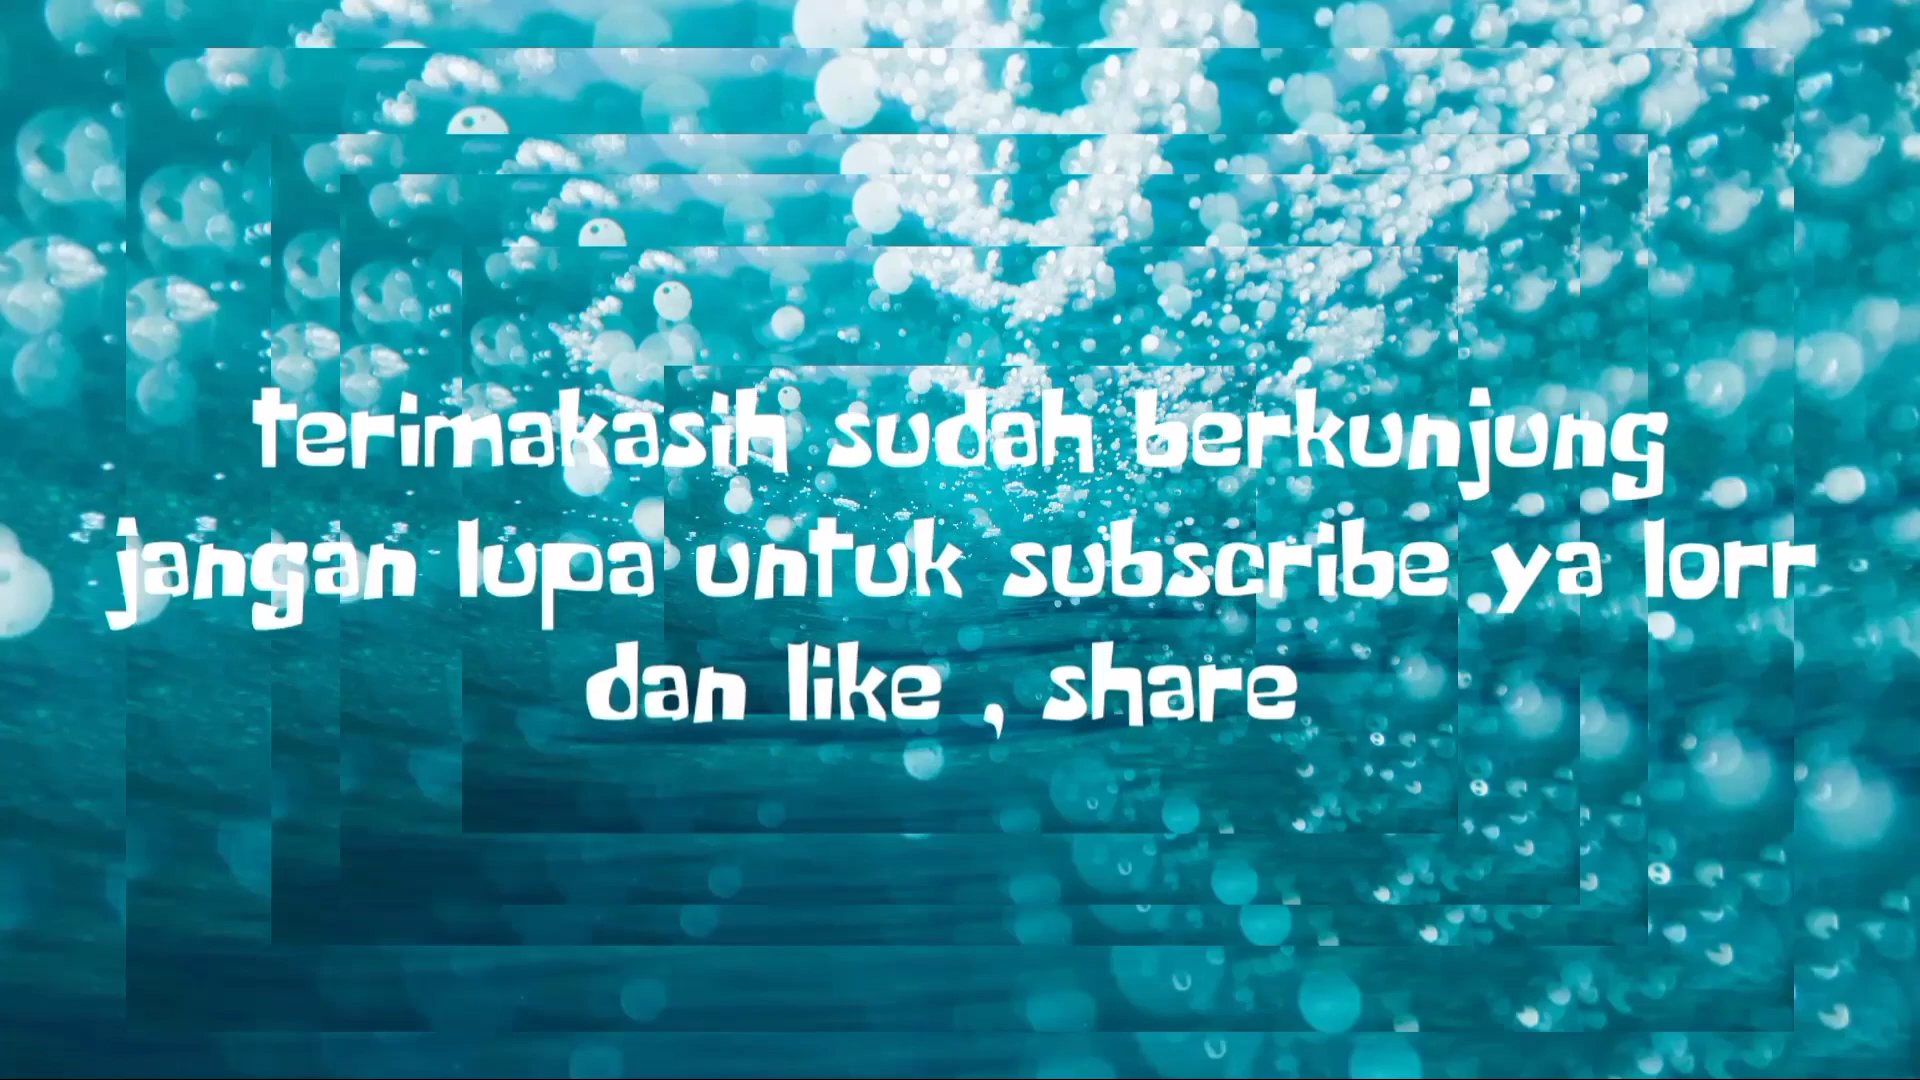 terimakasih sudah berkunjung
jangan lupa untuk subscribe ya lorr
dan like , share